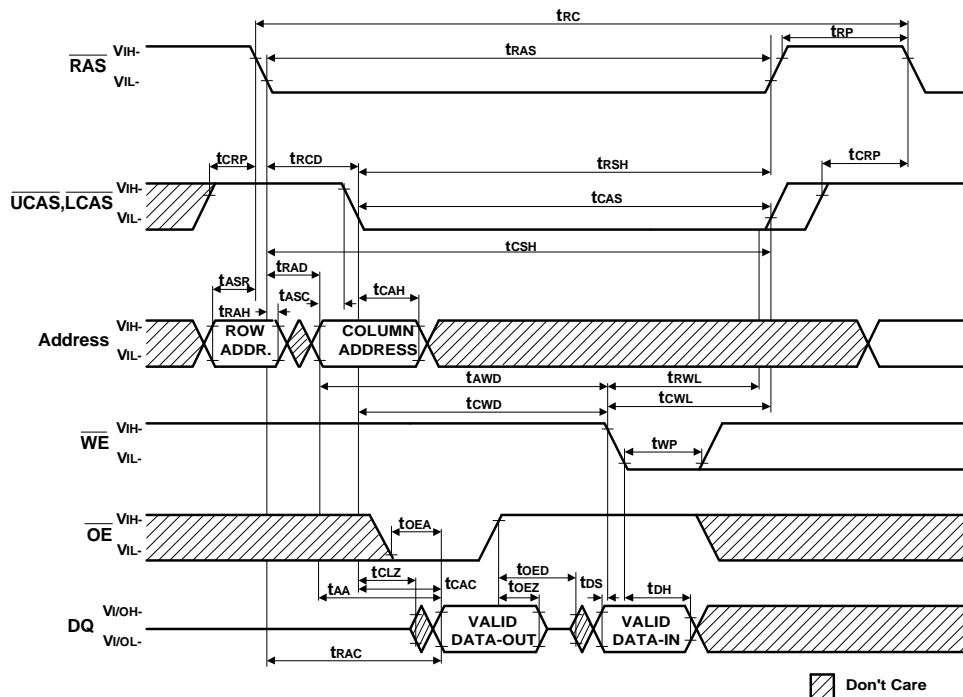 tRC
tRP
VIH-
RAS
tRAS
VIL-
tCRP
tRCD
tRSH
tCRP
VIH-
UCAS,LCAS
tCAS
VIL-
tCSH
tRAD
tASR
tASC
tCAH
tRAH
VIH-
Address
ROW
ADDR.
COLUMN
ADDRESS
VIL-
tAWD
tRWL
tCWD
tCWL
VIH-
WE
tWP
VIL-
VIH-
OE
tOEA
VIL-
tOED
tCLZ
tCAC
tAA
tOEZ
tDS
tDH
VI/OH-
DQ
VALID
DATA-OUT
VALID
DATA-IN
VI/OL-
tRAC
Don't Care